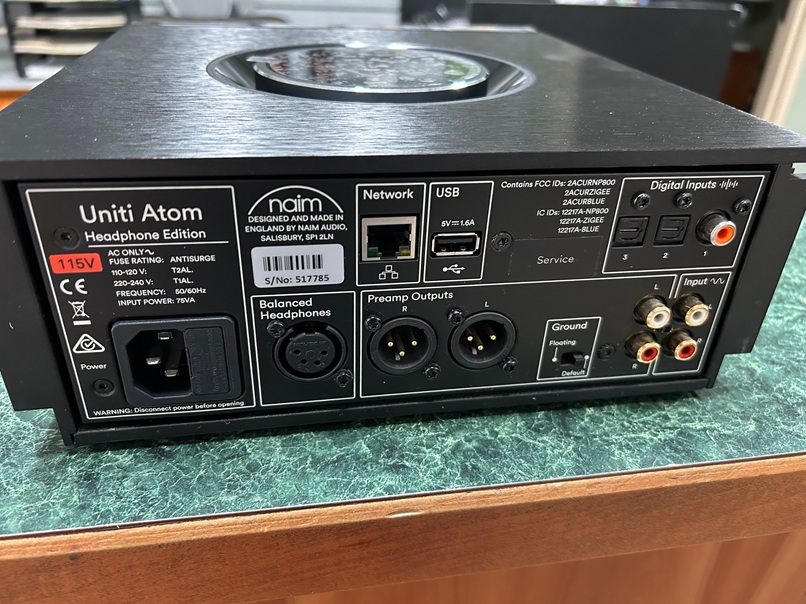 Uniti Atom
Headphone Edition
115V
AC ONLY
FUSE RATING: ANTISURGE
110-120 V: T2AL.
220-240 V: T1AL.
FREQUENCY: 50/60Hz
INPUT POWER: 75VA
CE
Power
WARNING: Disconnect power before opening
naim
DESIGNED AND MADE IN
ENGLAND BY NAIM AUDIO,
SALISBURY, SP1 2LN
S/No: 517785
Network
USB
5V⎓1.6A
Contains FCC IDs: 2ACURNP800
2ACURZIGEE
2ACURBLUE
IC IDs: 12217A-NP800
12217A-ZIGEE
12217A-BLUE
Service
Digital Inputs
3 2 1
Balanced
Headphones
Preamp Outputs
R L
Ground
Floating
Default
L
R
Input
L
R